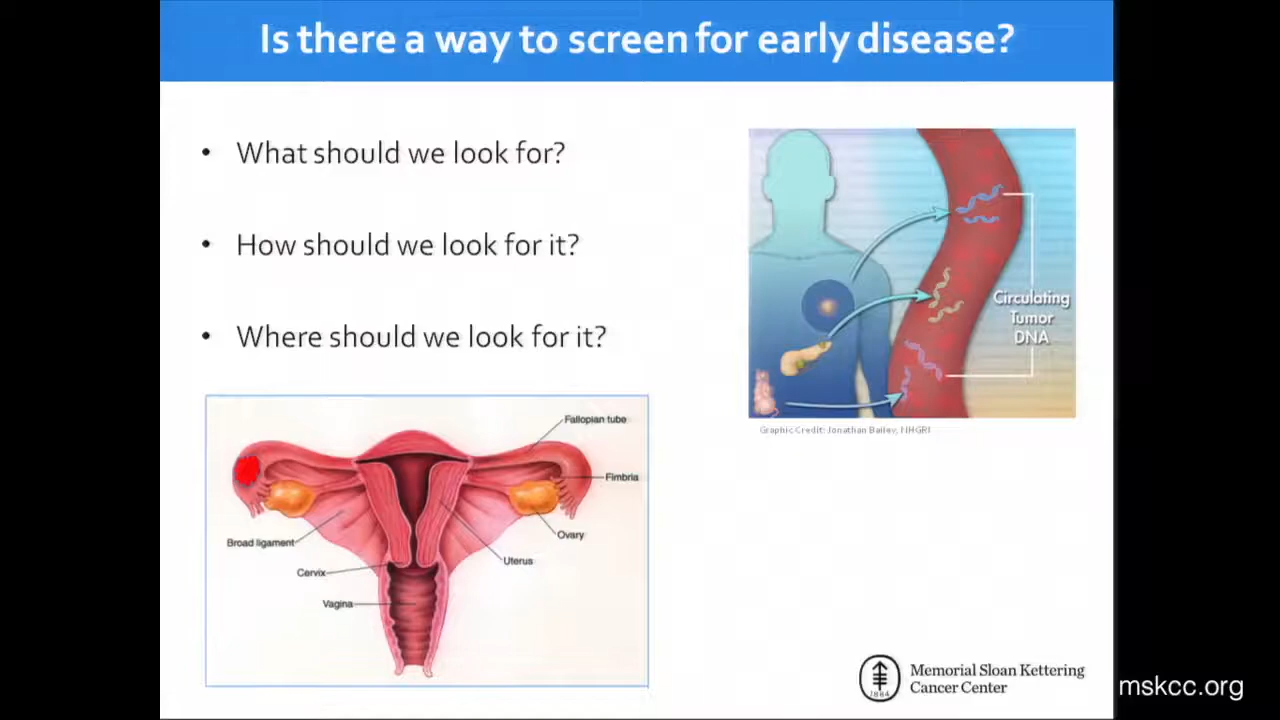 Is there a way to screen for early disease?
• What should we look for?
• How should we look for it?
• Where should we look for it?
Circulating
Tumor
DNA
Graphic Credit: Jonathan Bailey, NHGRI
Fallopian tube
Fimbria
Ovary
Broad ligament
Uterus
Cervix
Vagina
1884
Memorial Sloan Kettering
Cancer Center
mskcc.org